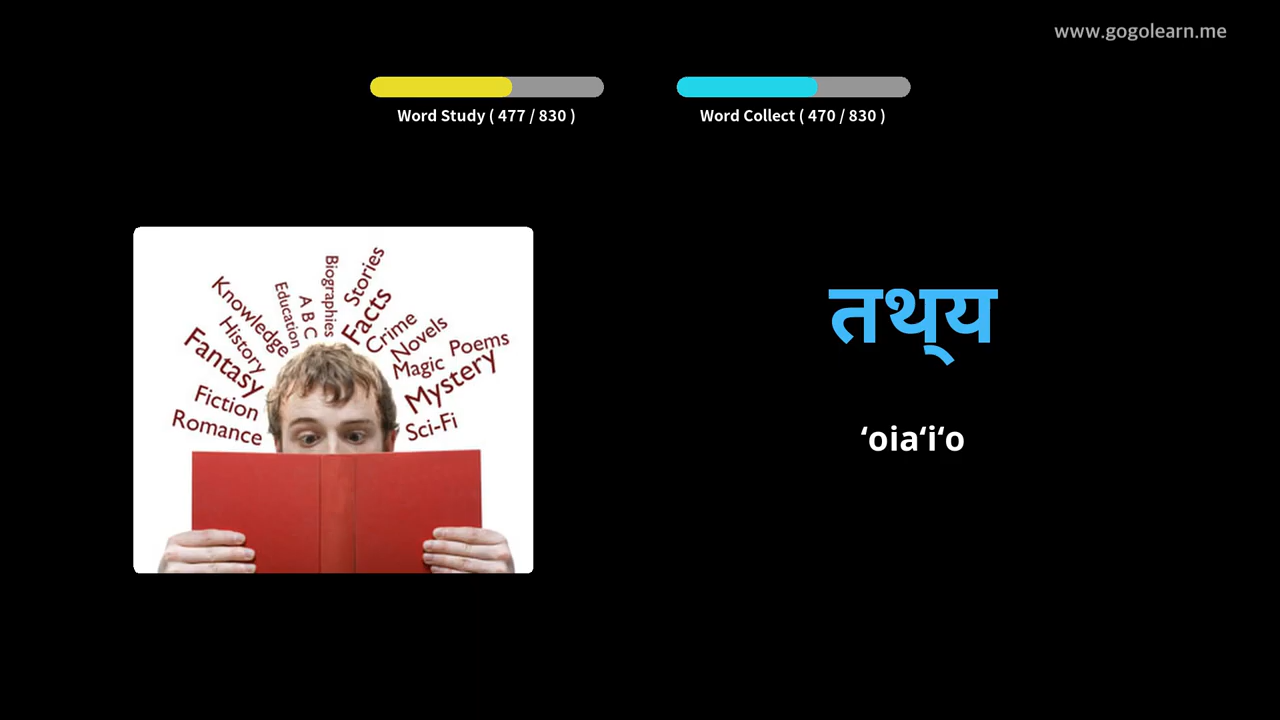 www.gogolearn.me
Word Study ( 477 / 830 )
Word Collect ( 470 / 830 )
Biographies
Stories
Knowledge
Education
A B C
Facts
History
Crime
Novels
Fantasy
Magic
Poems
Mystery
Fiction
Romance
Sci-Fi
तथ्‌य
ʻoiaʻiʻo